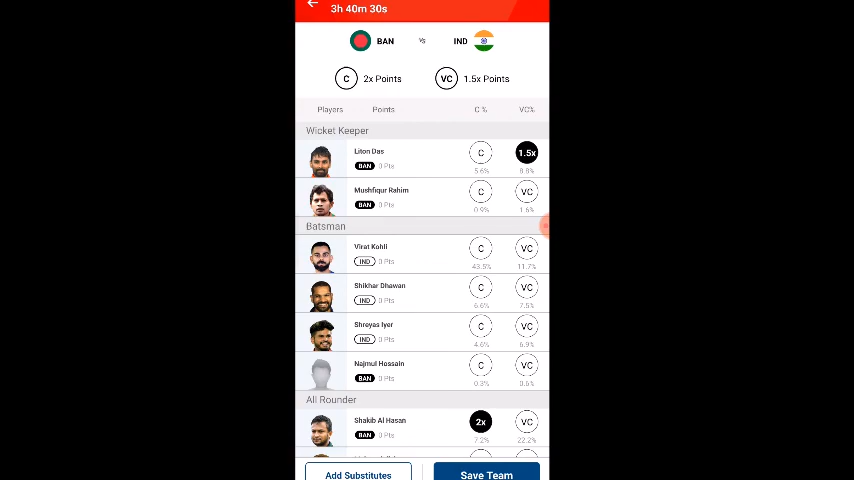 3h 40m 30s
BAN vs IND
C 2x Points VC 1.5x Points
Players Points C % VC%
Wicket Keeper
Liton Das
BAN 0 Pts
C 1.5x
5.6% 8.8%
Mushfiqur Rahim
BAN 0 Pts
C VC
0.9% 1.6%
Batsman
Virat Kohli
IND 0 Pts
C VC
43.5% 11.7%
Shikhar Dhawan
IND 0 Pts
C VC
6.6% 7.5%
Shreyas Iyer
IND 0 Pts
C VC
4.6% 6.9%
Najmul Hossain
BAN 0 Pts
C VC
0.3% 0.6%
All Rounder
Shakib Al Hasan
BAN 0 Pts
2x VC
7.2% 22.2%
Add Substitutes Save Team